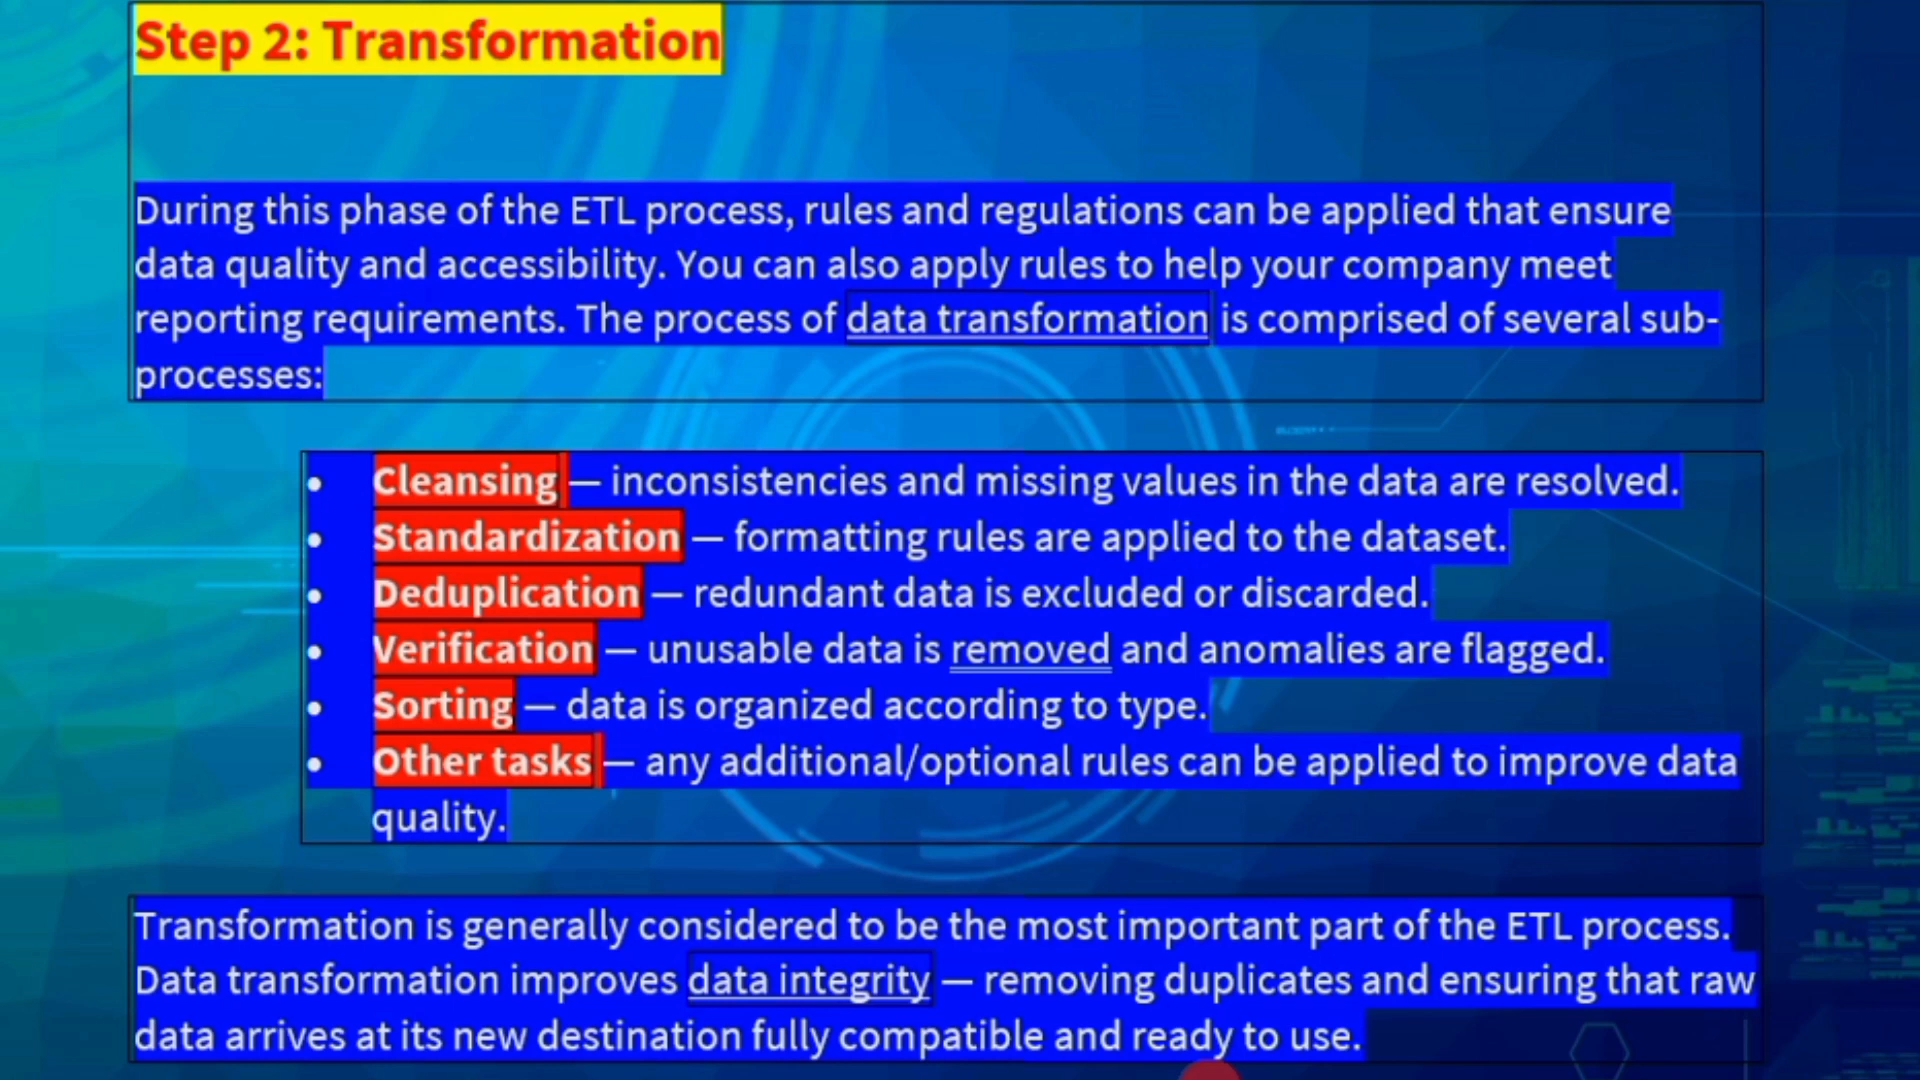 Step 2: Transformation
During this phase of the ETL process, rules and regulations can be applied that ensure
data quality and accessibility. You can also apply rules to help your company meet
reporting requirements. The process of data transformation is comprised of several sub-
processes:
• Cleansing — inconsistencies and missing values in the data are resolved.
• Standardization — formatting rules are applied to the dataset.
• Deduplication — redundant data is excluded or discarded.
• Verification — unusable data is removed and anomalies are flagged.
• Sorting — data is organized according to type.
• Other tasks — any additional/optional rules can be applied to improve data
quality.
Transformation is generally considered to be the most important part of the ETL process.
Data transformation improves data integrity — removing duplicates and ensuring that raw
data arrives at its new destination fully compatible and ready to use.